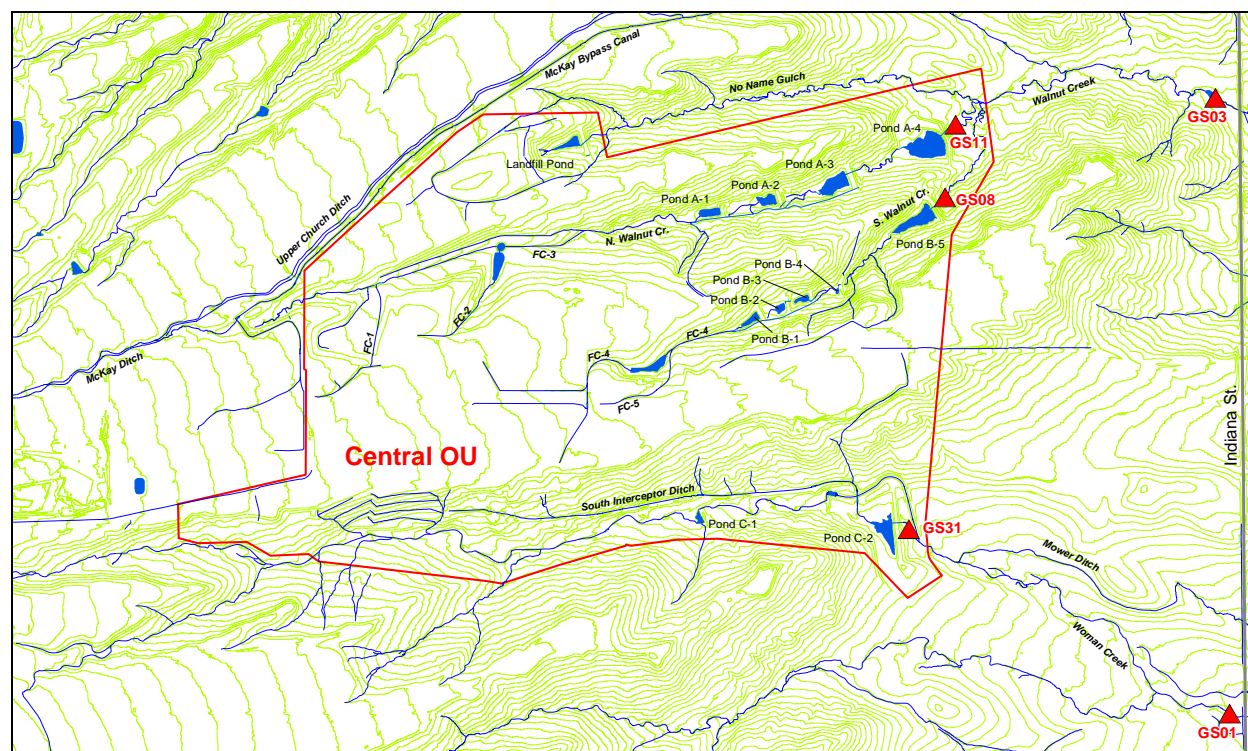 McKay Bypass Canal
No Name Gulch
Walnut Creek
GS03
Pond A-4
GS11
Landfill Pond
Pond A-3
Pond A-2
Pond A-1
S. Walnut Cr.
GS08
Upper Church Ditch
N. Walnut Cr.
Pond B-5
FC-3
Pond B-4
Pond B-3
Pond B-2
FC-2
FC-1
FC-4
Pond B-1
FC-4
McKay Ditch
FC-5
Indiana St.
Central OU
South Interceptor Ditch
Pond C-1
GS31
Pond C-2
Mower Ditch
Woman Creek
GS01